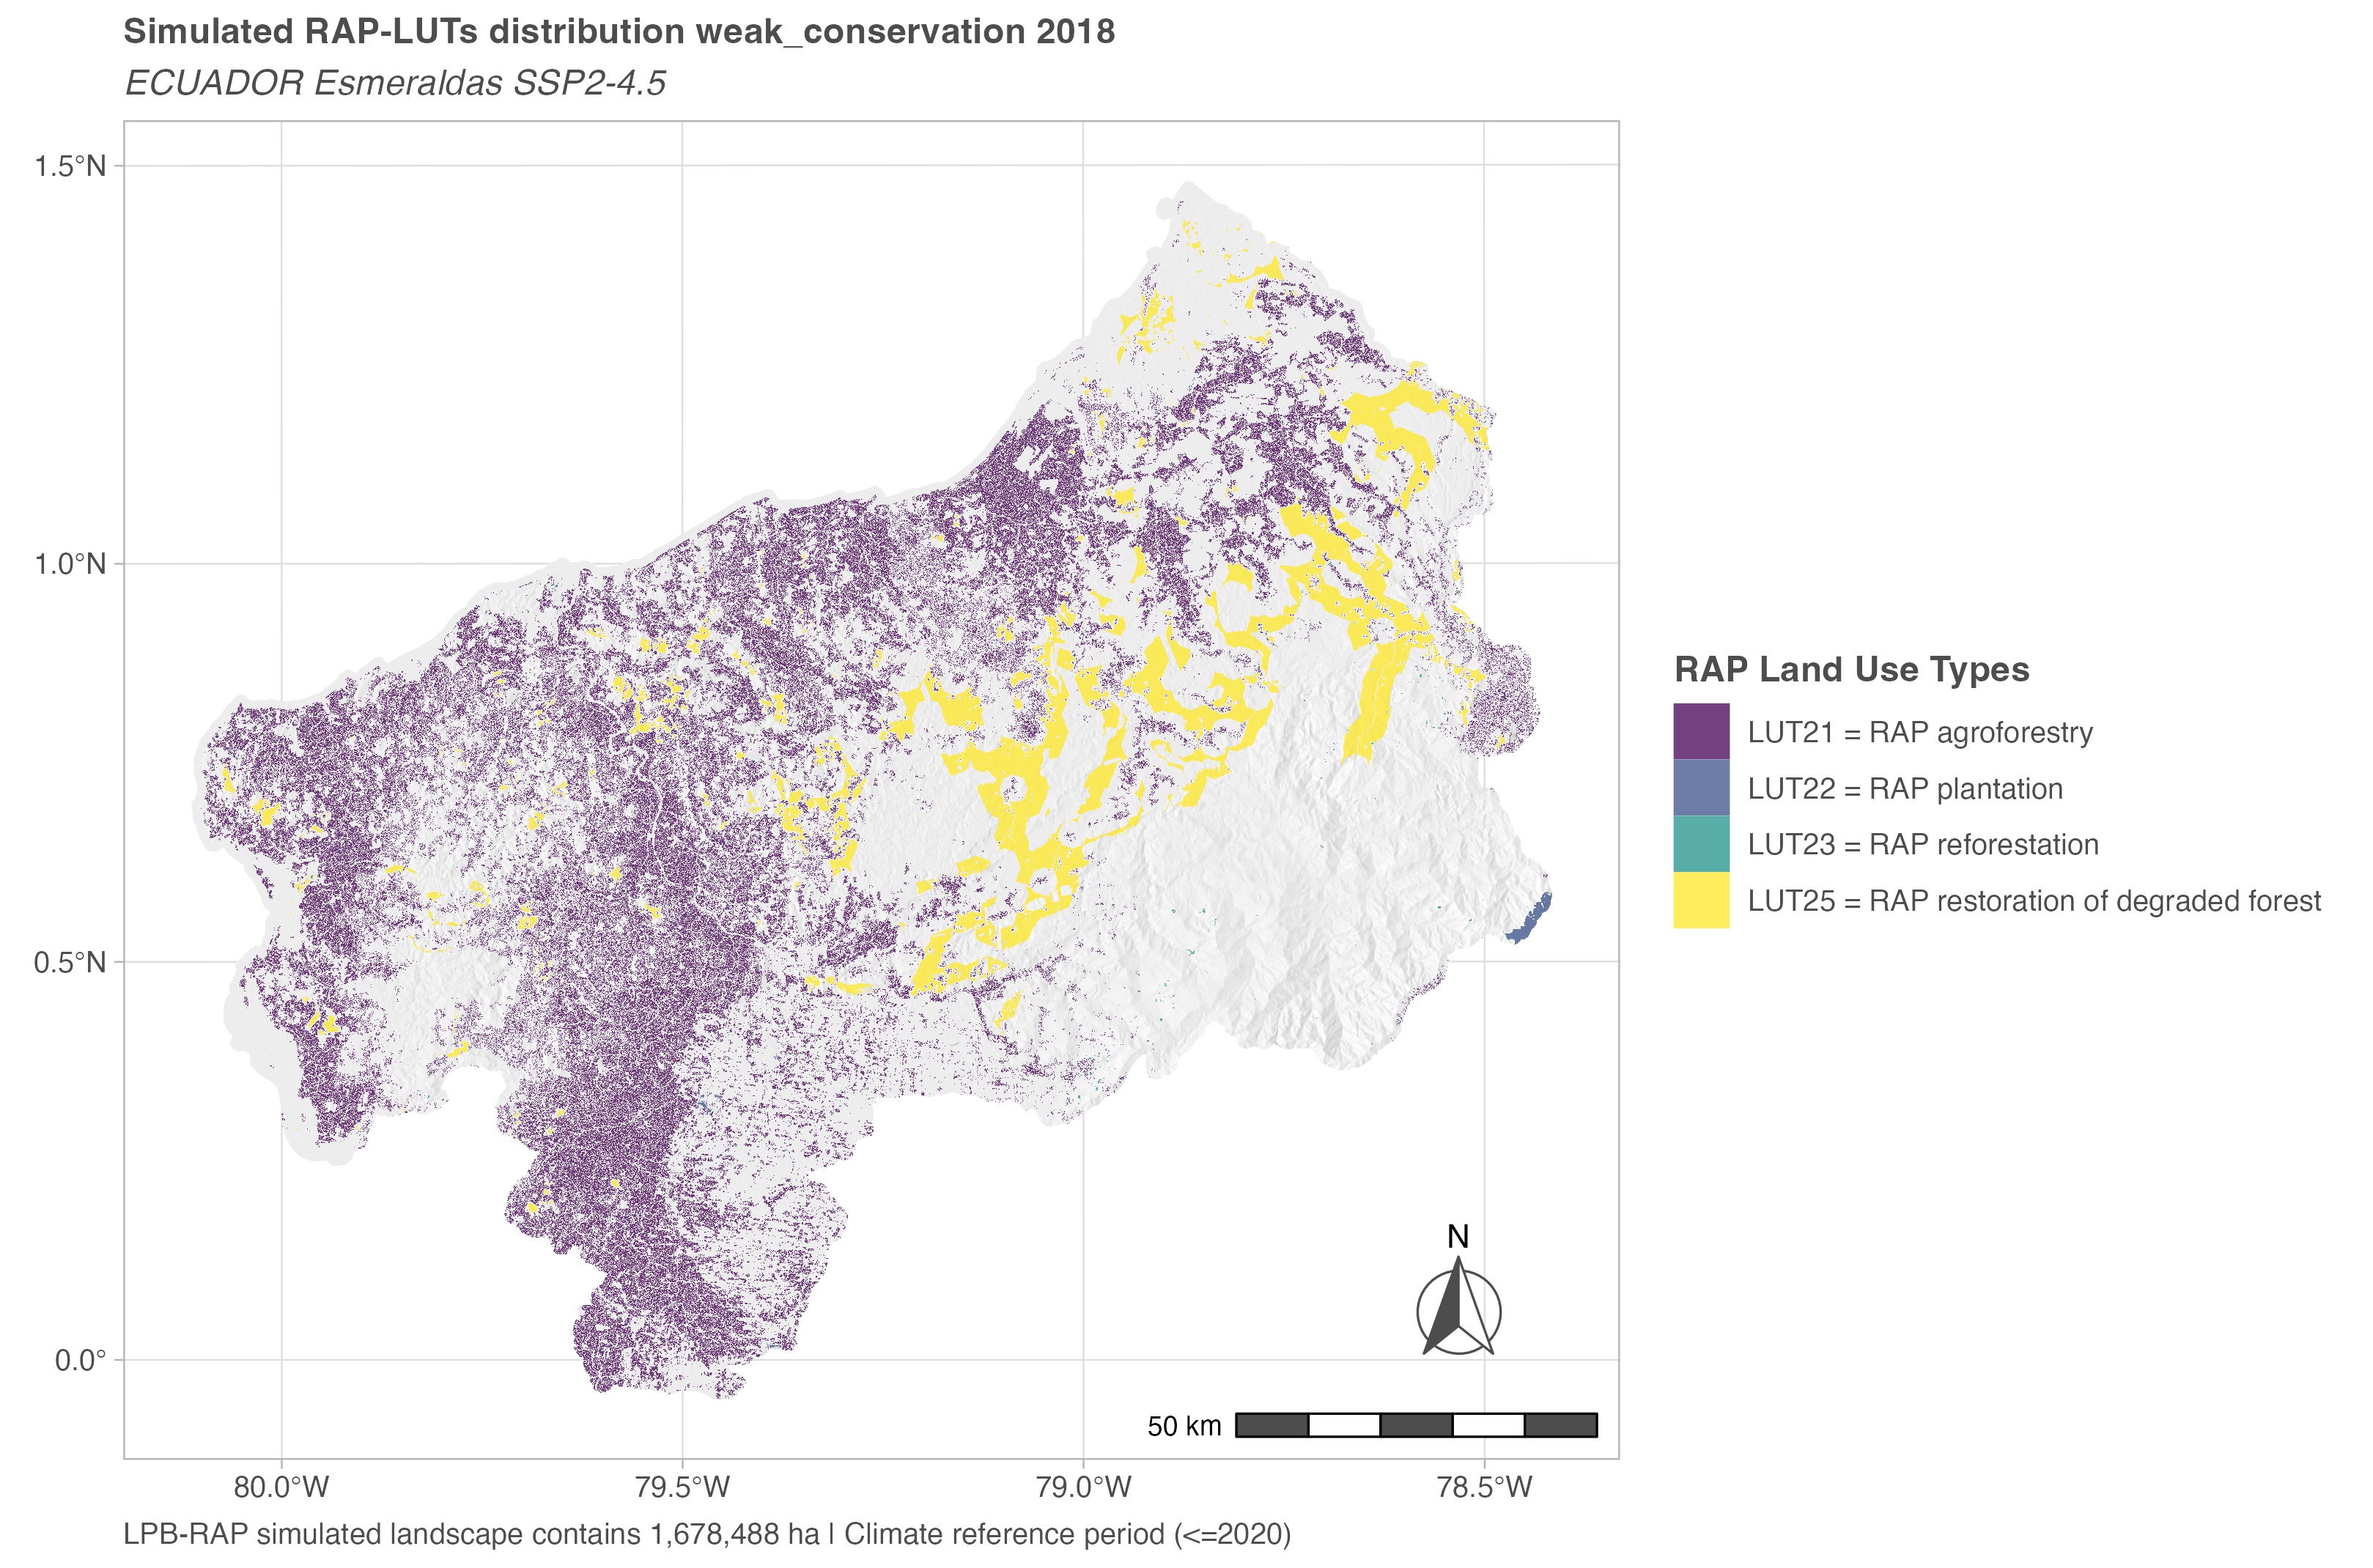 Simulated RAP-LUTs distribution weak_conservation 2018
ECUADOR Esmeraldas SSP2-4.5
1.5°N
1.0°N
0.5°N
0.0°
80.0°W
79.5°W
79.0°W
78.5°W
N
50 km
RAP Land Use Types
LUT21 = RAP agroforestry
LUT22 = RAP plantation
LUT23 = RAP reforestation
LUT25 = RAP restoration of degraded forest
LPB-RAP simulated landscape contains 1,678,488 ha | Climate reference period (<=2020)